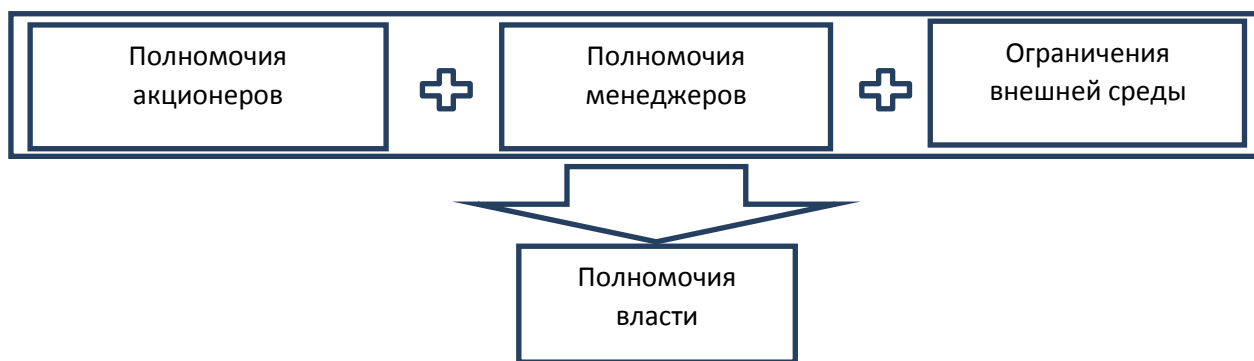 Полномочия
акционеров
Полномочия
менеджеров
Ограничения
внешней среды
Полномочия
власти